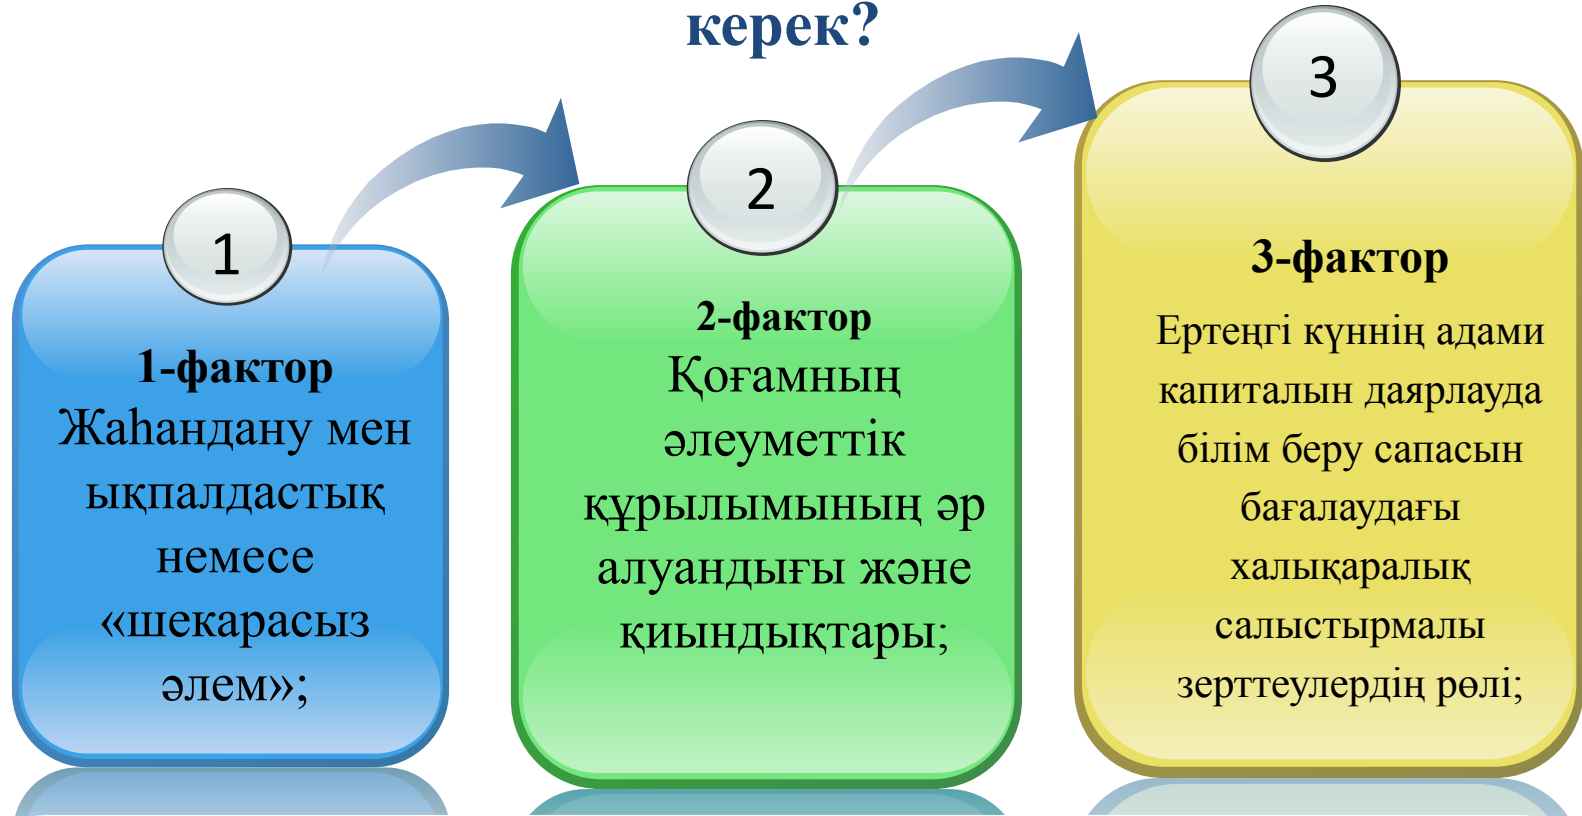 керек?
1
1-фактор
Жаһандану мен
ықпалдастық
немесе
«шекарасыз
әлем»;
2
2-фактор
Қоғамның
әлеуметтік
құрылымының әр
алуандығы және
қиындықтары;
3
3-фактор
Ертеңгі күннің адами
капиталын даярлауда
білім беру сапасын
бағалаудағы
халықаралық
салыстырмалы
зерттеулердің рөлі;